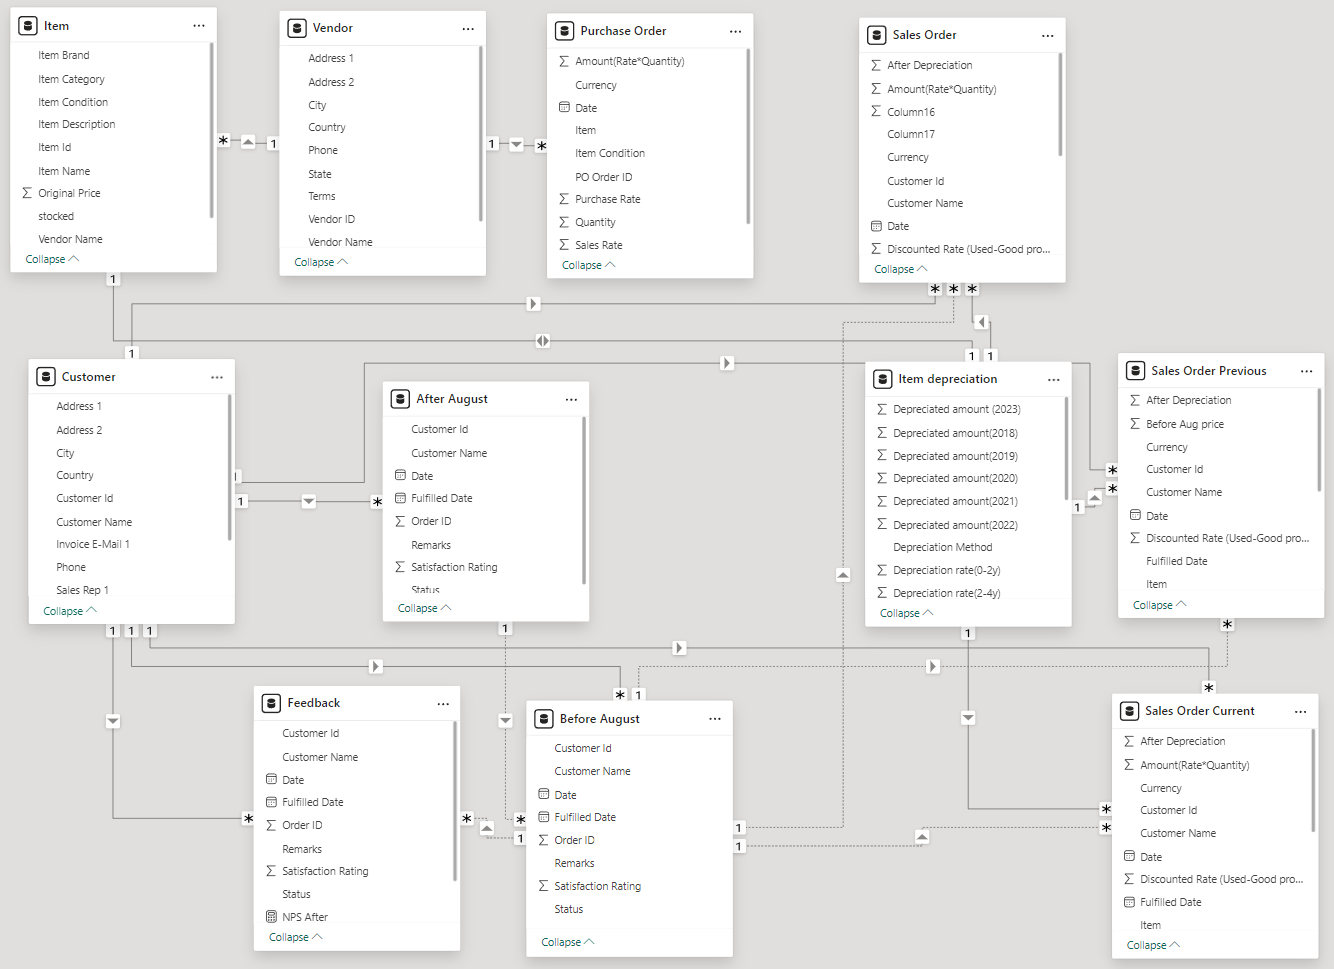 Item
Item Brand
Item Category
Item Condition
Item Description
Item Id
Item Name
Original Price
stocked
Vendor Name
Collapse
Vendor
Address 1
Address 2
City
Country
Phone
State
Terms
Vendor ID
Vendor Name
Collapse
Purchase Order
Amount(Rate*Quantity)
Currency
Date
Item
Item Condition
PO Order ID
Purchase Rate
Quantity
Sales Rate
Collapse
Sales Order
After Depreciation
Amount(Rate*Quantity)
Column16
Column17
Currency
Customer Id
Customer Name
Date
Discounted Rate (Used-Good pro...
Collapse
Customer
Address 1
Address 2
City
Country
Customer Id
Customer Name
Invoice E-Mail 1
Phone
Sales Rep 1
Collapse
After August
Customer Id
Customer Name
Date
Fulfilled Date
Order ID
Remarks
Satisfaction Rating
Status
Collapse
Item depreciation
Depreciated amount (2023)
Depreciated amount(2018)
Depreciated amount(2019)
Depreciated amount(2020)
Depreciated amount(2021)
Depreciated amount(2022)
Depreciation Method
Depreciation rate(0-2y)
Depreciation rate(2-4y)
Collapse
Sales Order Previous
After Depreciation
Before Aug price
Currency
Customer Id
Customer Name
Date
Discounted Rate (Used-Good pro...
Fulfilled Date
Item
Collapse
Feedback
Customer Id
Customer Name
Date
Fulfilled Date
Order ID
Remarks
Satisfaction Rating
Status
NPS After
Collapse
Before August
Customer Id
Customer Name
Date
Fulfilled Date
Order ID
Remarks
Satisfaction Rating
Status
Collapse
Sales Order Current
After Depreciation
Amount(Rate*Quantity)
Currency
Customer Id
Customer Name
Date
Discounted Rate (Used-Good pro...
Fulfilled Date
Item
Collapse